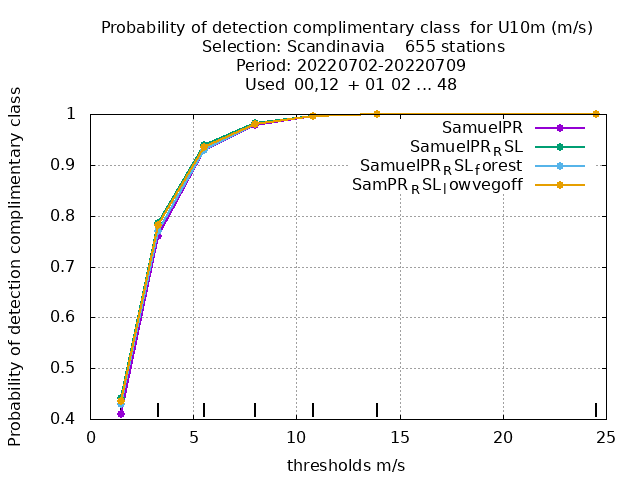 Probability of detection complimentary class for U10m (m/s)
Selection: Scandinavia 655 stations
Period: 20220702-20220709
Used 00,12 + 01 02 ... 48
Probability of detection complimentary class
1
0.9
0.8
0.7
0.6
0.5
0.4
SamuelPR
SamuelPR_RSL
SamuelPR_RSL_forest
SamPR_RSL_lowvegoff
0 5 10 15 20 25
thresholds m/s